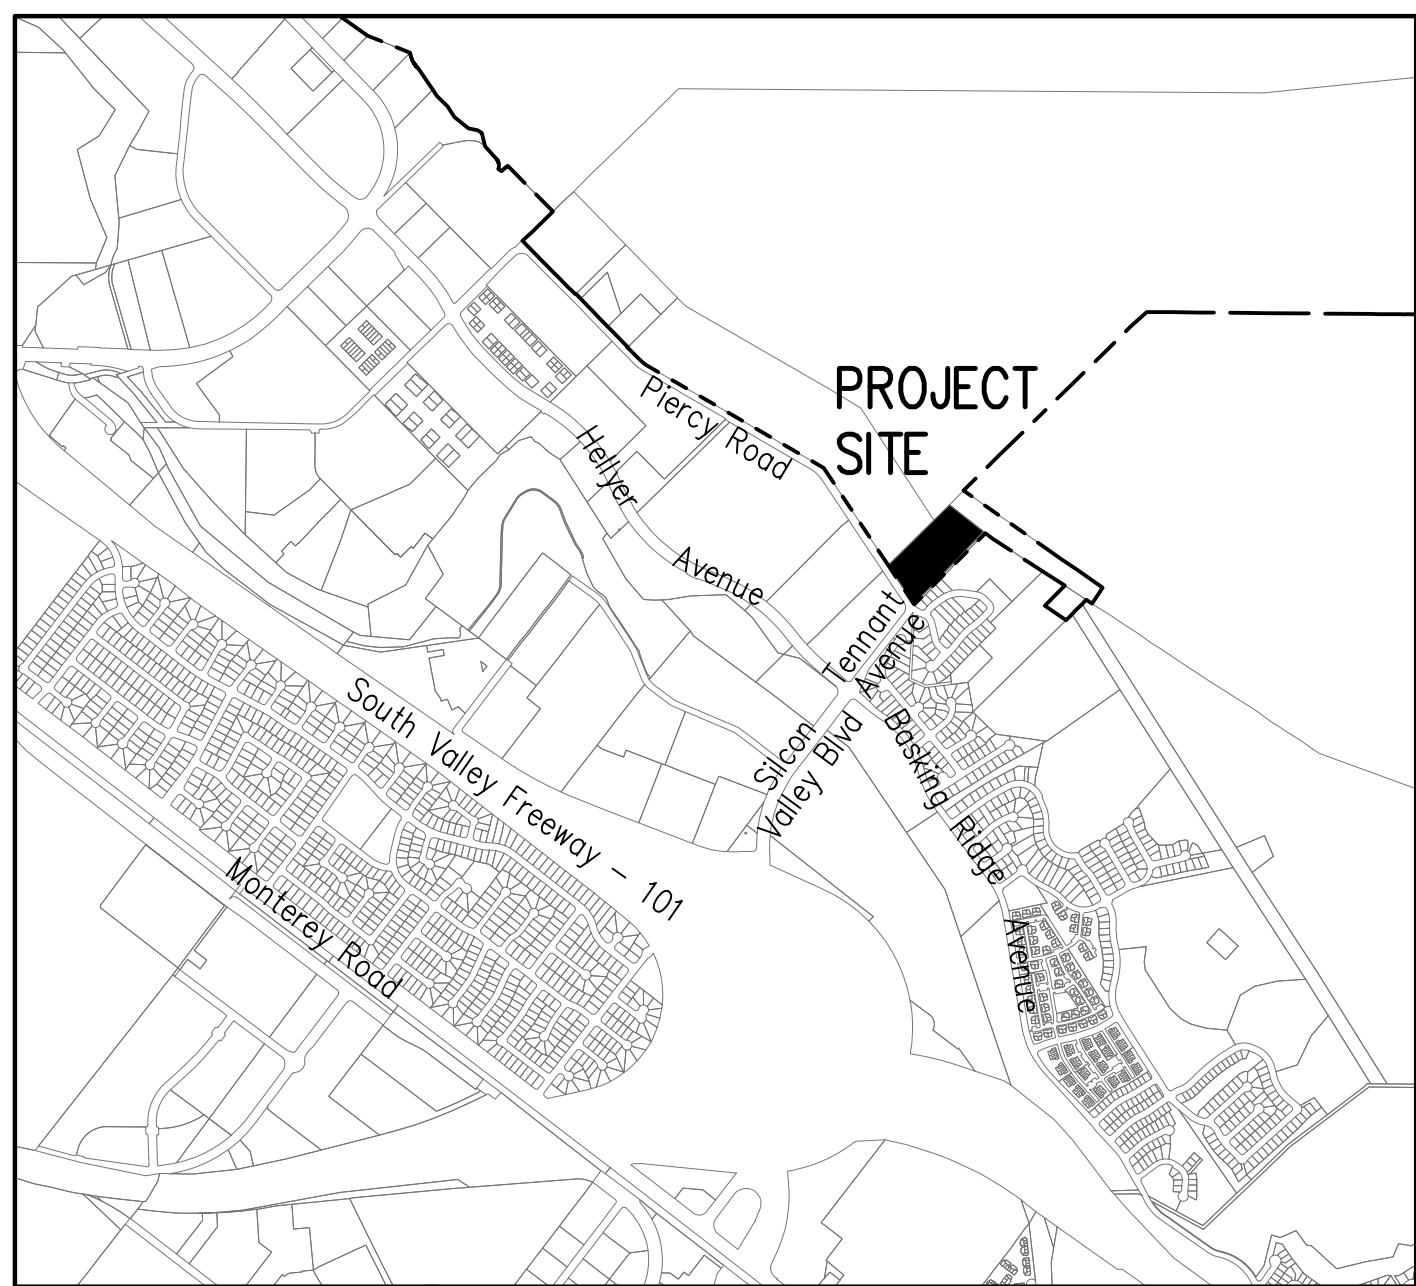 PROJECT
SITE
Piercy Road
Hellyer
Avenue
Tennant
Avenue
Silcon
Valley Blvd
Basking
Ridge
Avenue
South Valley Freeway - 101
Monterey Road